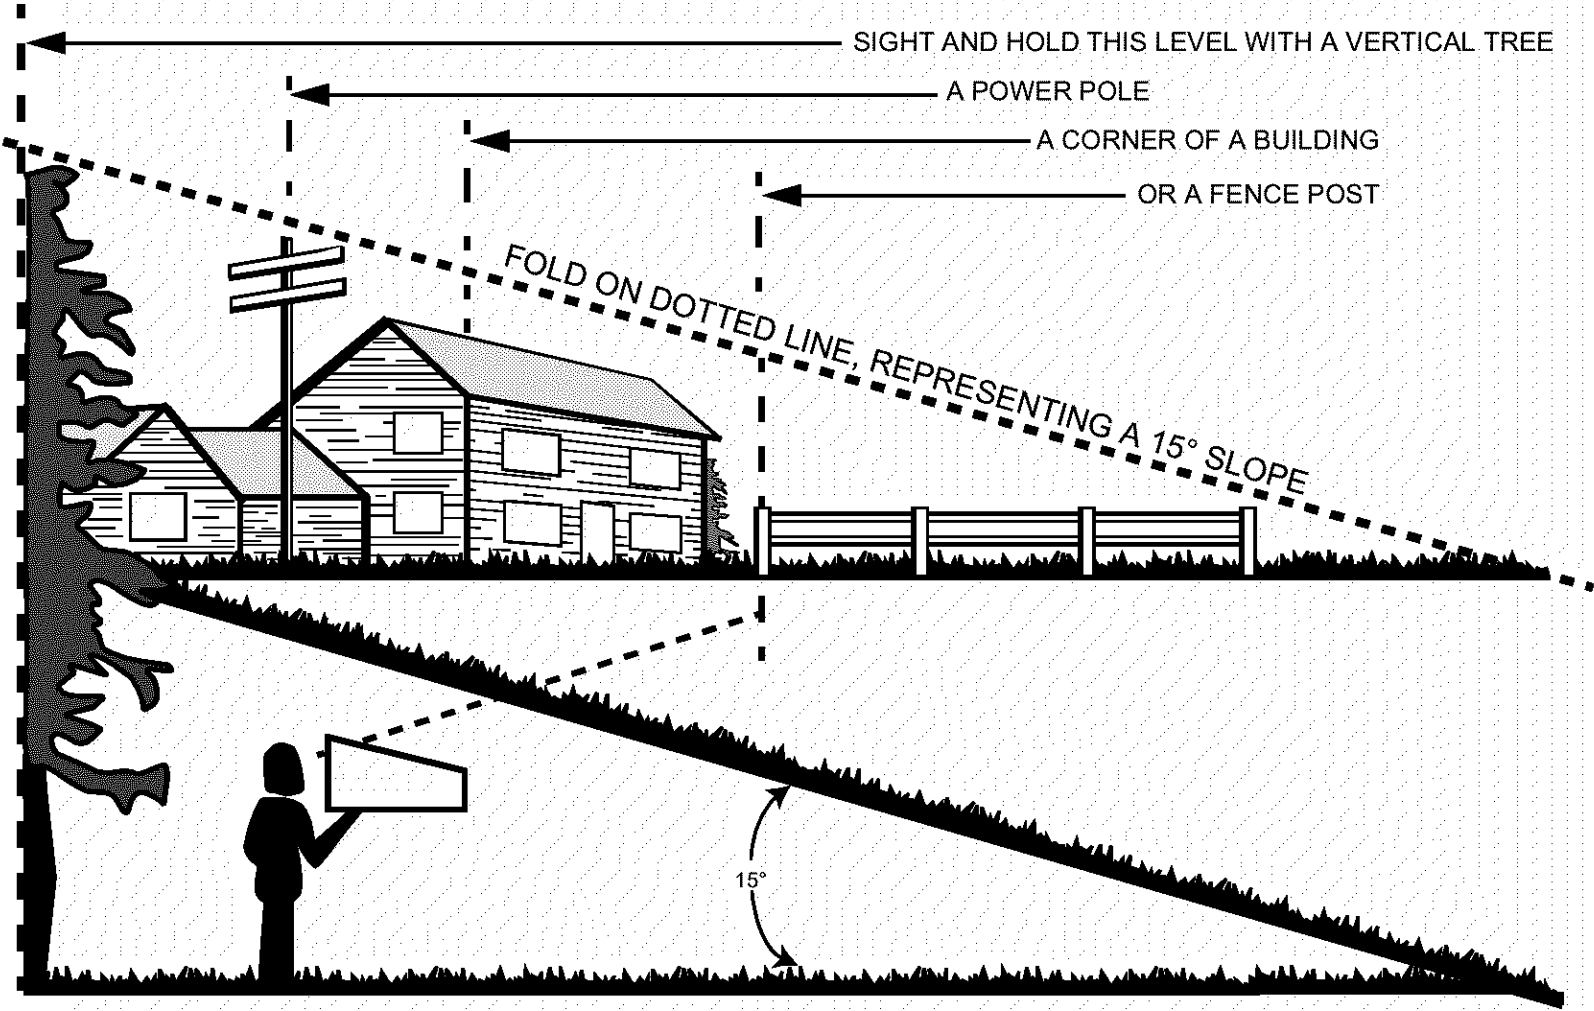 SIGHT AND HOLD THIS LEVEL WITH A VERTICAL TREE
A POWER POLE
A CORNER OF A BUILDING
OR A FENCE POST
FOLD ON DOTTED LINE, REPRESENTING A 15° SLOPE
15°